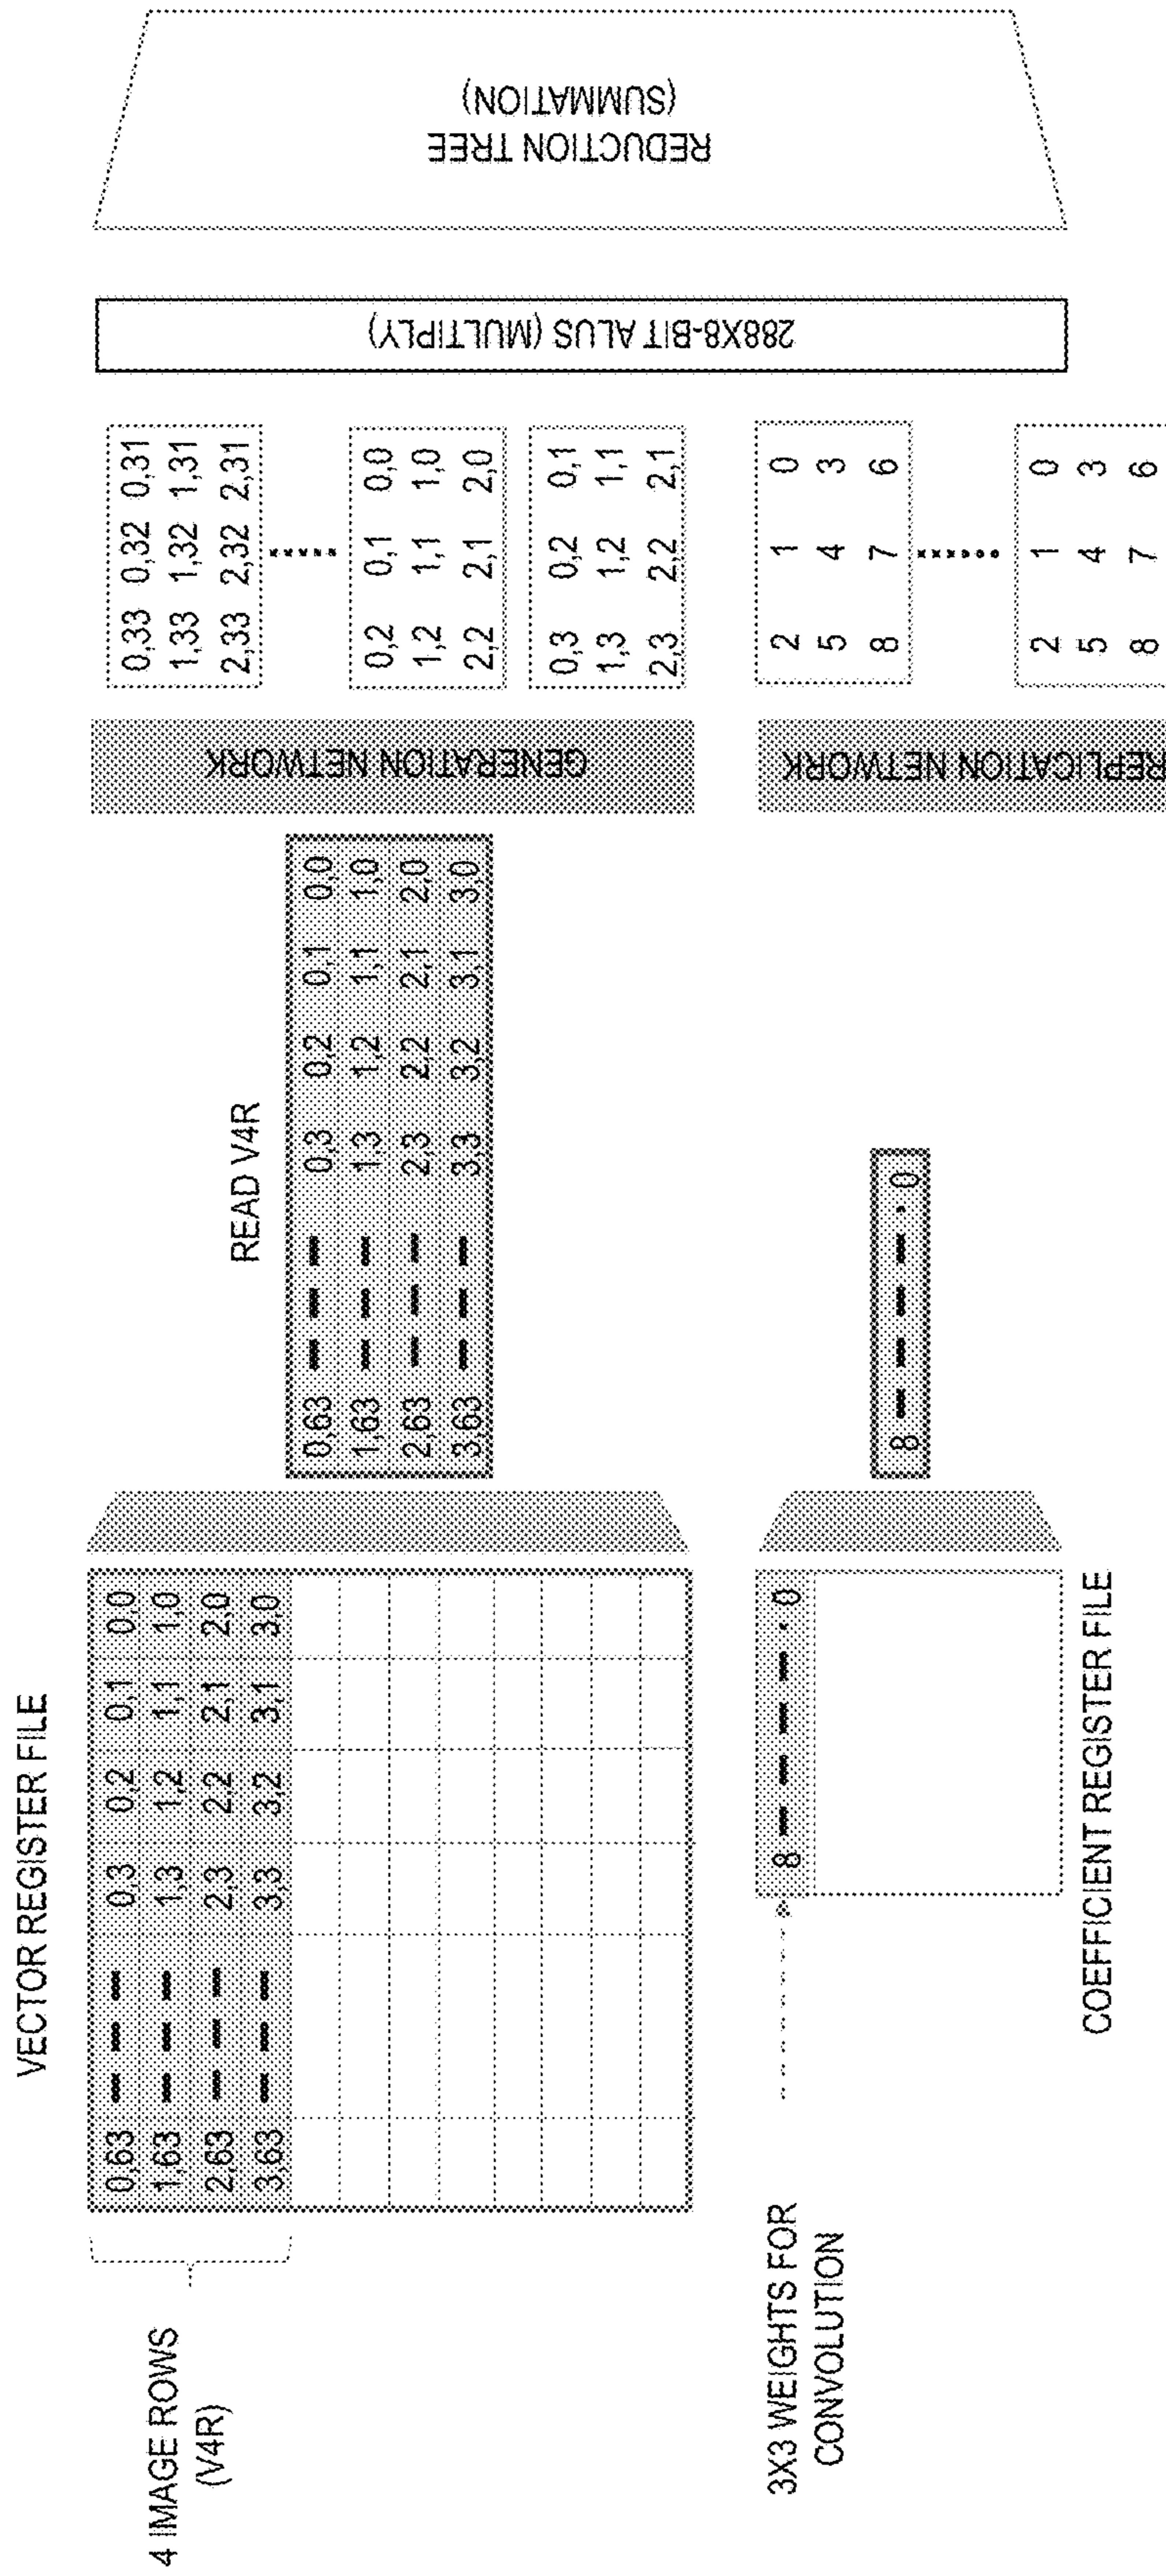 VECTOR REGISTER FILE
4 IMAGE ROWS
(V4R)
0,63 - - - 0,3 0,2 0,1 0,0
1,63 - - - 1,3 1,2 1,1 1,0
2,63 - - - 2,3 2,2 2,1 2,0
3,63 - - - 3,3 3,2 3,1 3,0
READ V4R
0,63 - - - 0,3 0,2 0,1 0,0
1,63 - - - 1,3 1,2 1,1 1,0
2,63 - - - 2,3 2,2 2,1 2,0
3,63 - - - 3,3 3,2 3,1 3,0
GENERATION NETWORK
0,33 0,32 0,31
1,33 1,32 1,31
2,33 2,32 2,31
0,2 0,1 0,0
1,2 1,1 1,0
2,2 2,1 2,0
0,3 0,2 0,1
1,3 1,2 1,1
2,3 2,2 2,1
288X8-BIT ALUS (MULTIPLY)
REDUCTION TREE
(SUMMATION)
3X3 WEIGHTS FOR
CONVOLUTION
8 - - - - 0
COEFFICIENT REGISTER FILE
8 - - - - 0
REPLICATION NETWORK
2 1 0
5 4 3
8 7 6
2 1 0
5 4 3
8 7 6